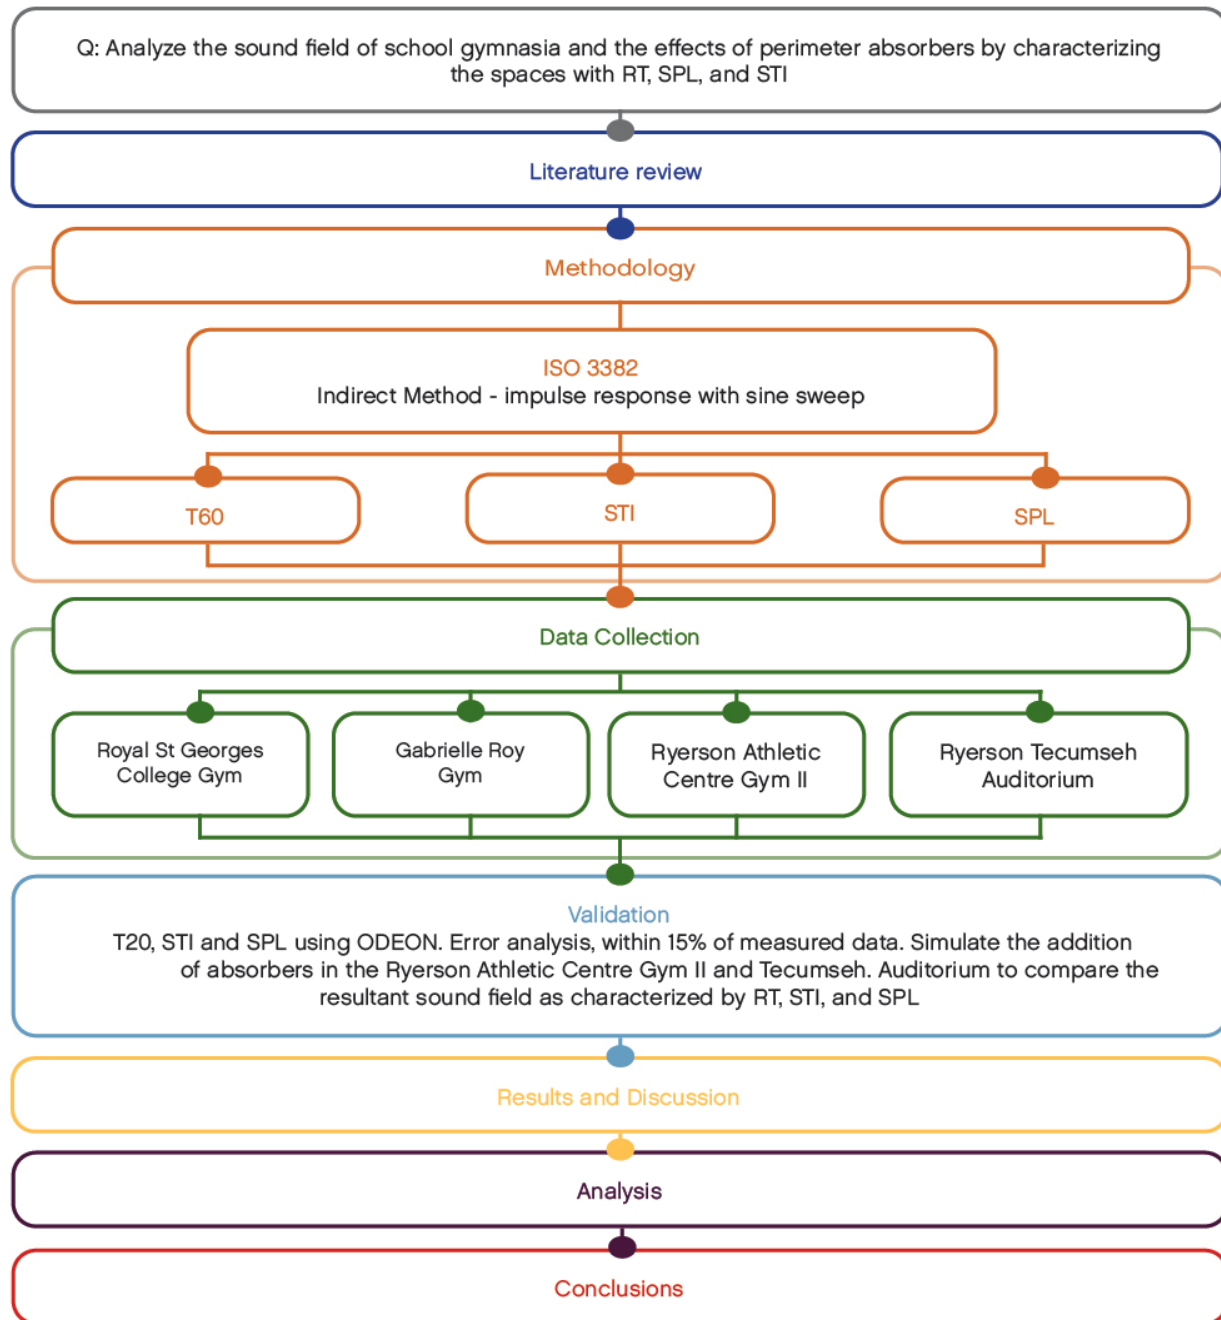 Q: Analyze the sound field of school gymnasia and the effects of perimeter absorbers by characterizing
the spaces with RT, SPL, and STI
Literature review
Methodology
ISO 3382
Indirect Method - impulse response with sine sweep
T60
STI
SPL
Data Collection
Royal St Georges
College Gym
Gabrielle Roy
Gym
Ryerson Athletic
Centre Gym II
Ryerson Tecumseh
Auditorium
Validation
T20, STI and SPL using ODEON. Error analysis, within 15% of measured data. Simulate the addition
of absorbers in the Ryerson Athletic Centre Gym II and Tecumseh. Auditorium to compare the
resultant sound field as characterized by RT, STI, and SPL
Results and Discussion
Analysis
Conclusions